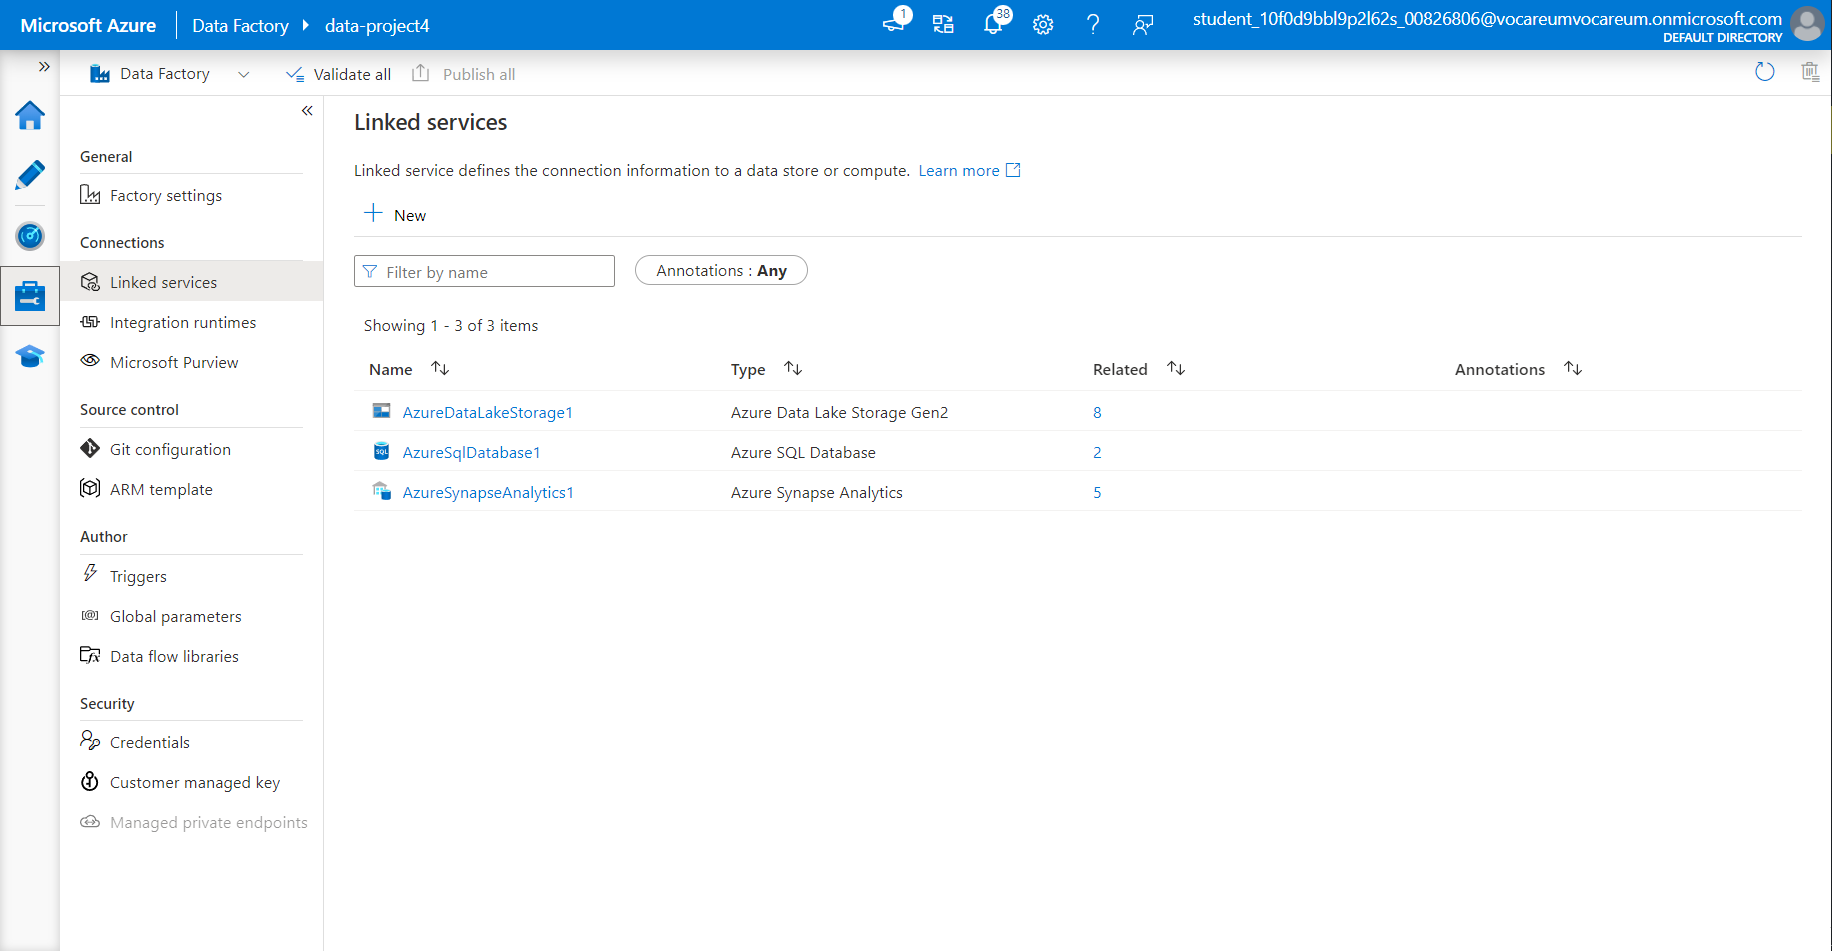 Microsoft Azure
Data Factory
data-project4
1
38
student_10f0d9bbl9p2l62s_00826806@vocareumvocareum.onmicrosoft.com
DEFAULT DIRECTORY
Data Factory
Validate all
Publish all
General
Factory settings
Connections
Linked services
Integration runtimes
Microsoft Purview
Source control
Git configuration
ARM template
Author
Triggers
Global parameters
Data flow libraries
Security
Credentials
Customer managed key
Managed private endpoints
Linked services
Linked service defines the connection information to a data store or compute. Learn more
New
Filter by name
Annotations : Any
Showing 1 - 3 of 3 items
Name Type Related Annotations
AzureDataLakeStorage1 Azure Data Lake Storage Gen2 8
SQL AzureSqlDatabase1 Azure SQL Database 2
AzureSynapseAnalytics1 Azure Synapse Analytics 5